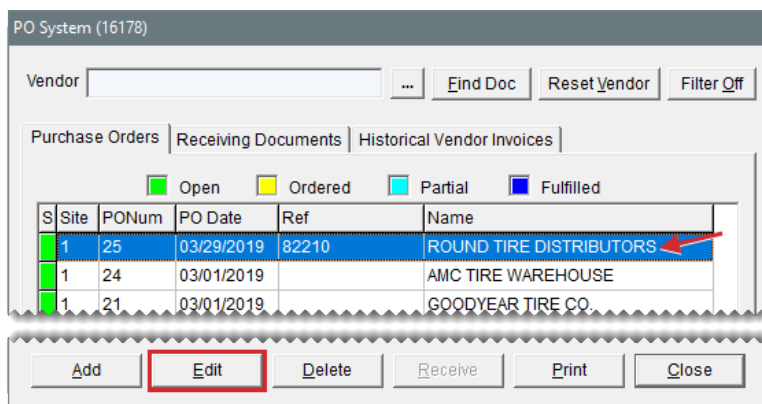 PO System (16178)
Vendor ... Find Doc Reset Vendor Filter Off
Purchase Orders Receiving Documents Historical Vendor Invoices
Open Ordered Partial Fulfilled
S Site PONum PO Date Ref Name
1 25 03/29/2019 82210 ROUND TIRE DISTRIBUTORS
1 24 03/01/2019 AMC TIRE WAREHOUSE
1 21 03/01/2019 GOODYEAR TIRE CO.
Add Edit Delete Receive Print Close